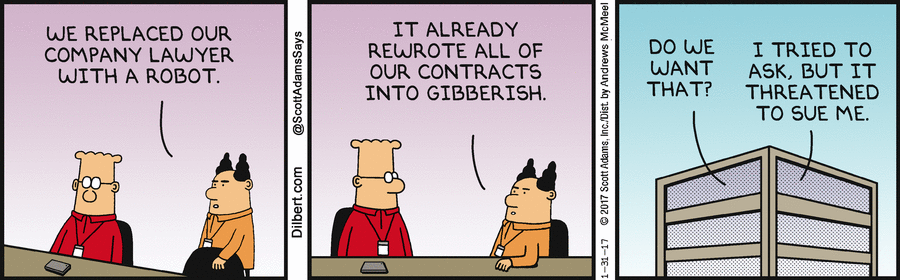 WE REPLACED OUR
COMPANY LAWYER
WITH A ROBOT.
Dilbert.com @ScottAdamsSays
IT ALREADY
REWROTE ALL OF
OUR CONTRACTS
INTO GIBBERISH.
1-31-17 © 2017 Scott Adams, Inc./Dist. by Andrews McMeel
DO WE
WANT
THAT?
I TRIED TO
ASK, BUT IT
THREATENED
TO SUE ME.